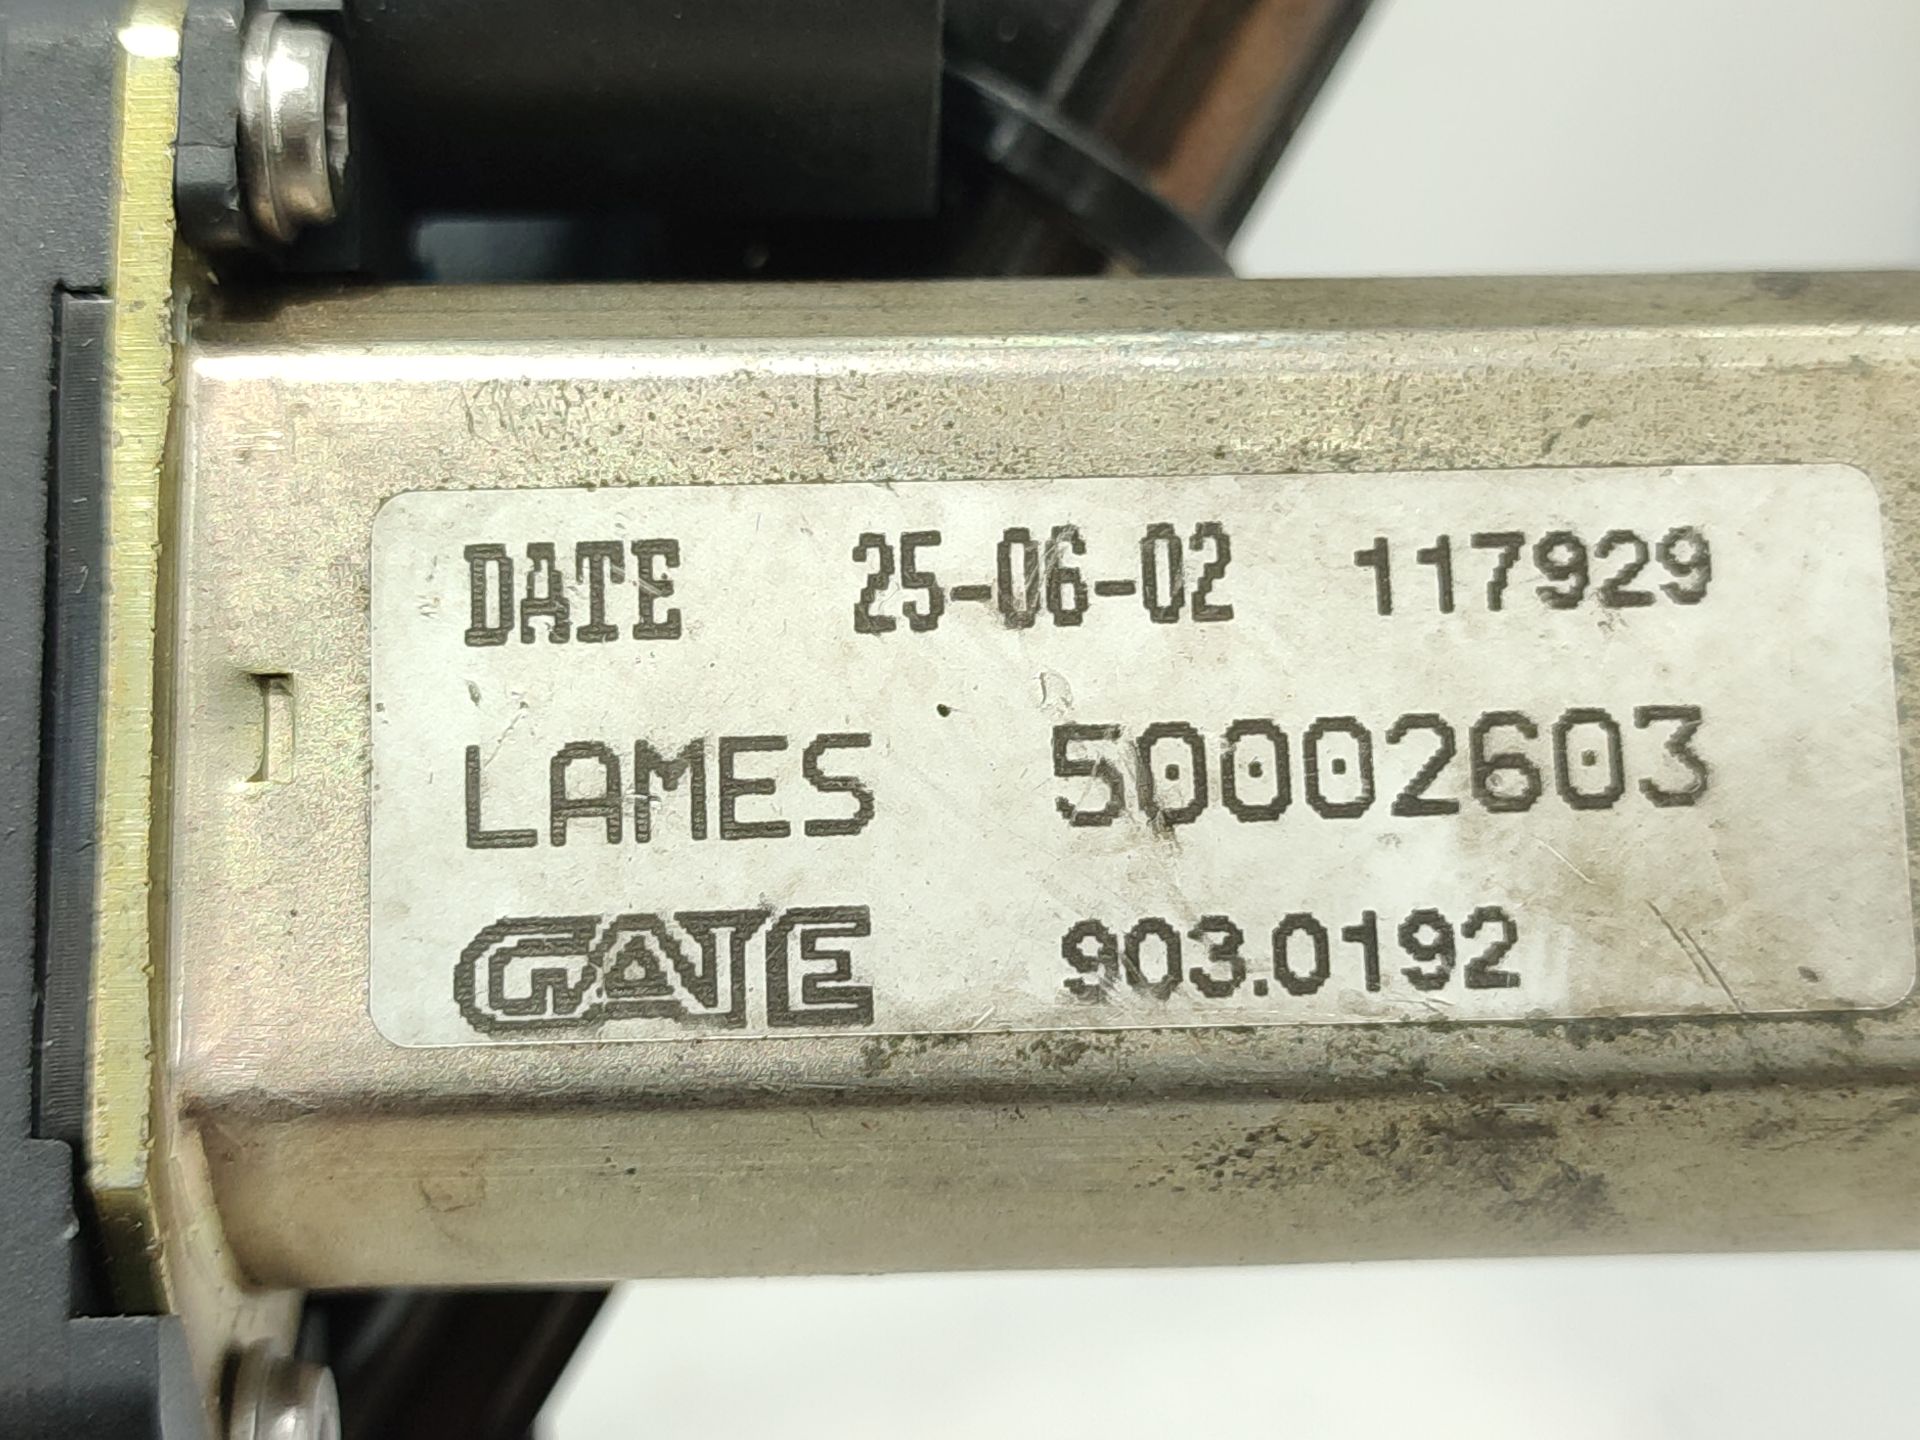 DATE 25-06-02 117929
LAMES 50002603
GATE 903.0192